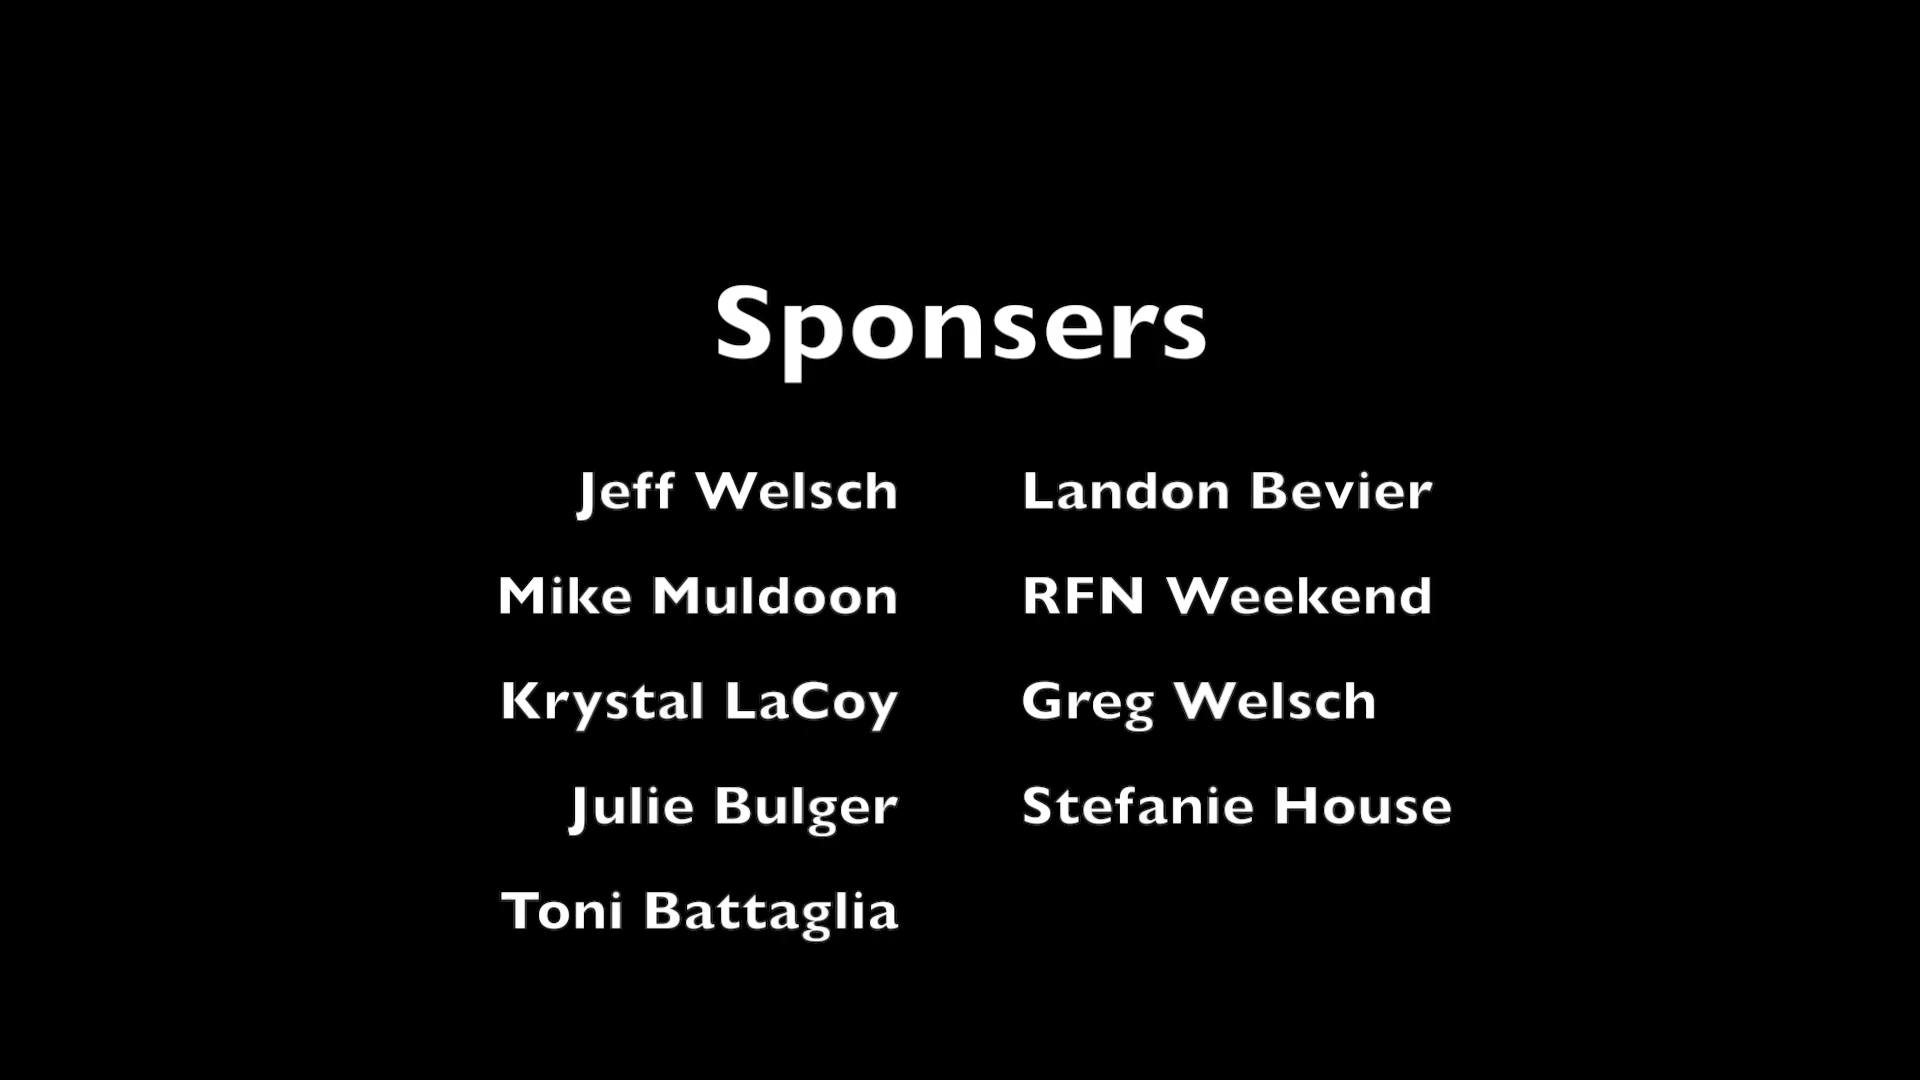 Sponsers
Jeff Welsch Landon Bevier
Mike Muldoon RFN Weekend
Krystal LaCoy Greg Welsch
Julie Bulger Stefanie House
Toni Battaglia